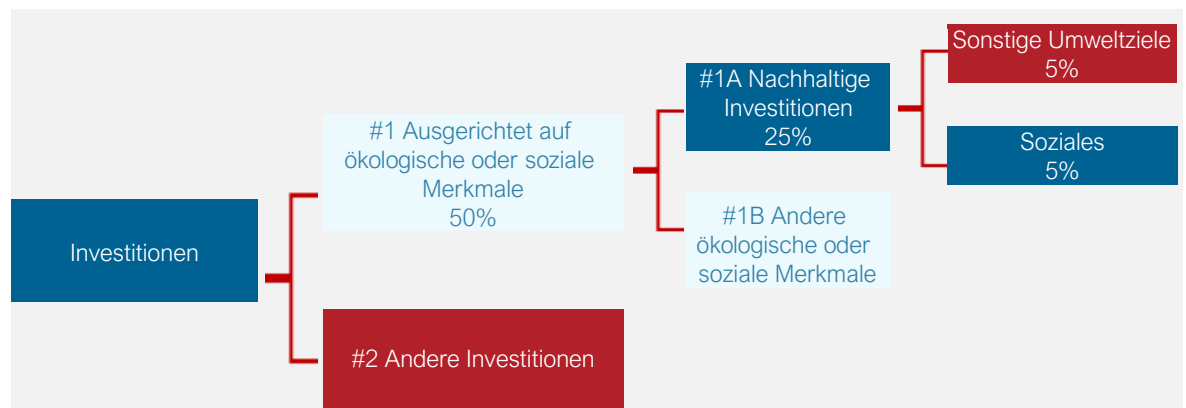 Investitionen
#1 Ausgerichtet auf
ökologische oder soziale
Merkmale
50%
#2 Andere Investitionen
#1A Nachhaltige
Investitionen
25%
#1B Andere
ökologische oder
soziale Merkmale
Sonstige Umweltziele
5%
Soziales
5%